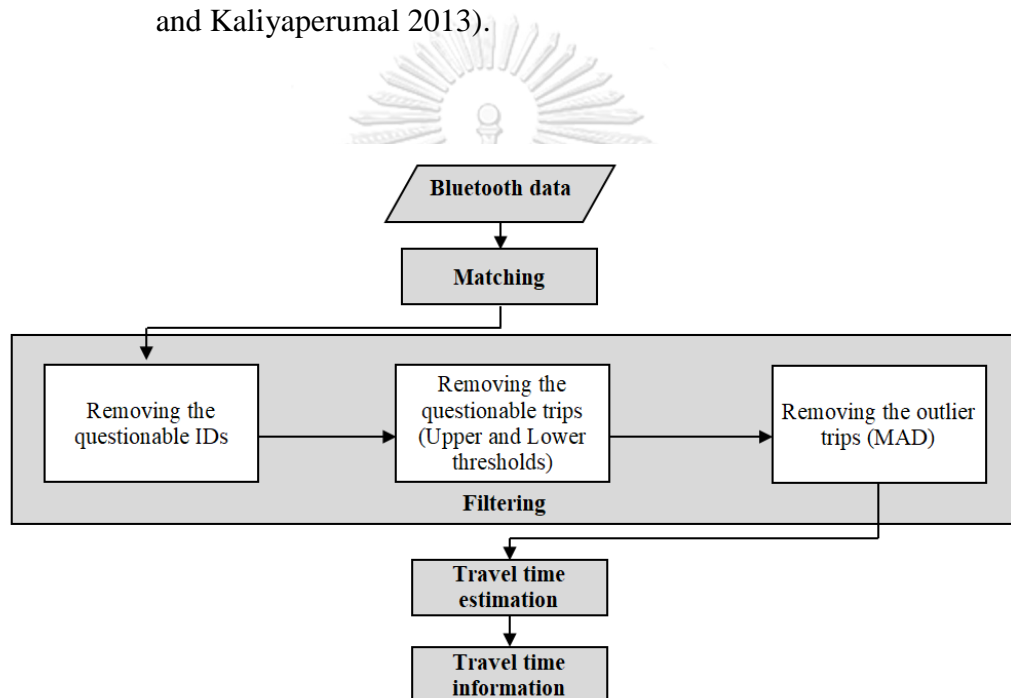 and Kaliyaperumal 2013).
Bluetooth data
Matching
Removing the
questionable IDs
Removing the
questionable trips
(Upper and Lower
thresholds)
Removing the outlier
trips (MAD)
Filtering
Travel time
estimation
Travel time
information